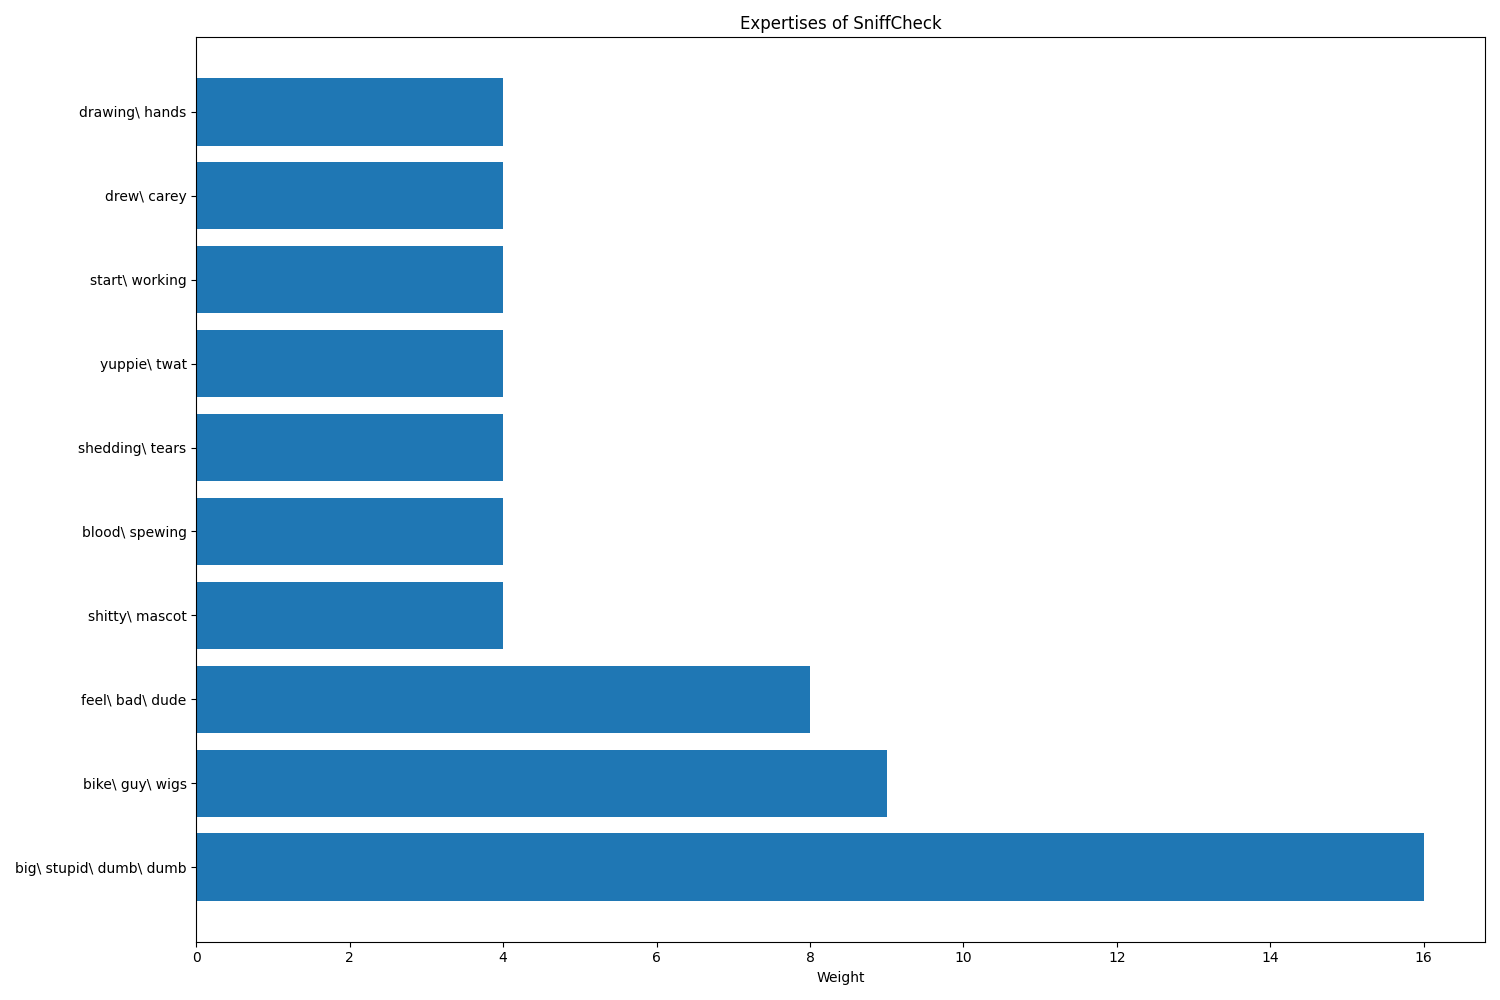 Expertises of SniffCheck
drawing\ hands
drew\ carey
start\ working
yuppie\ twat
shedding\ tears
blood\ spewing
shitty\ mascot
feel\ bad\ dude
bike\ guy\ wigs
big\ stupid\ dumb\ dumb
0 2 4 6 8 10 12 14 16
Weight